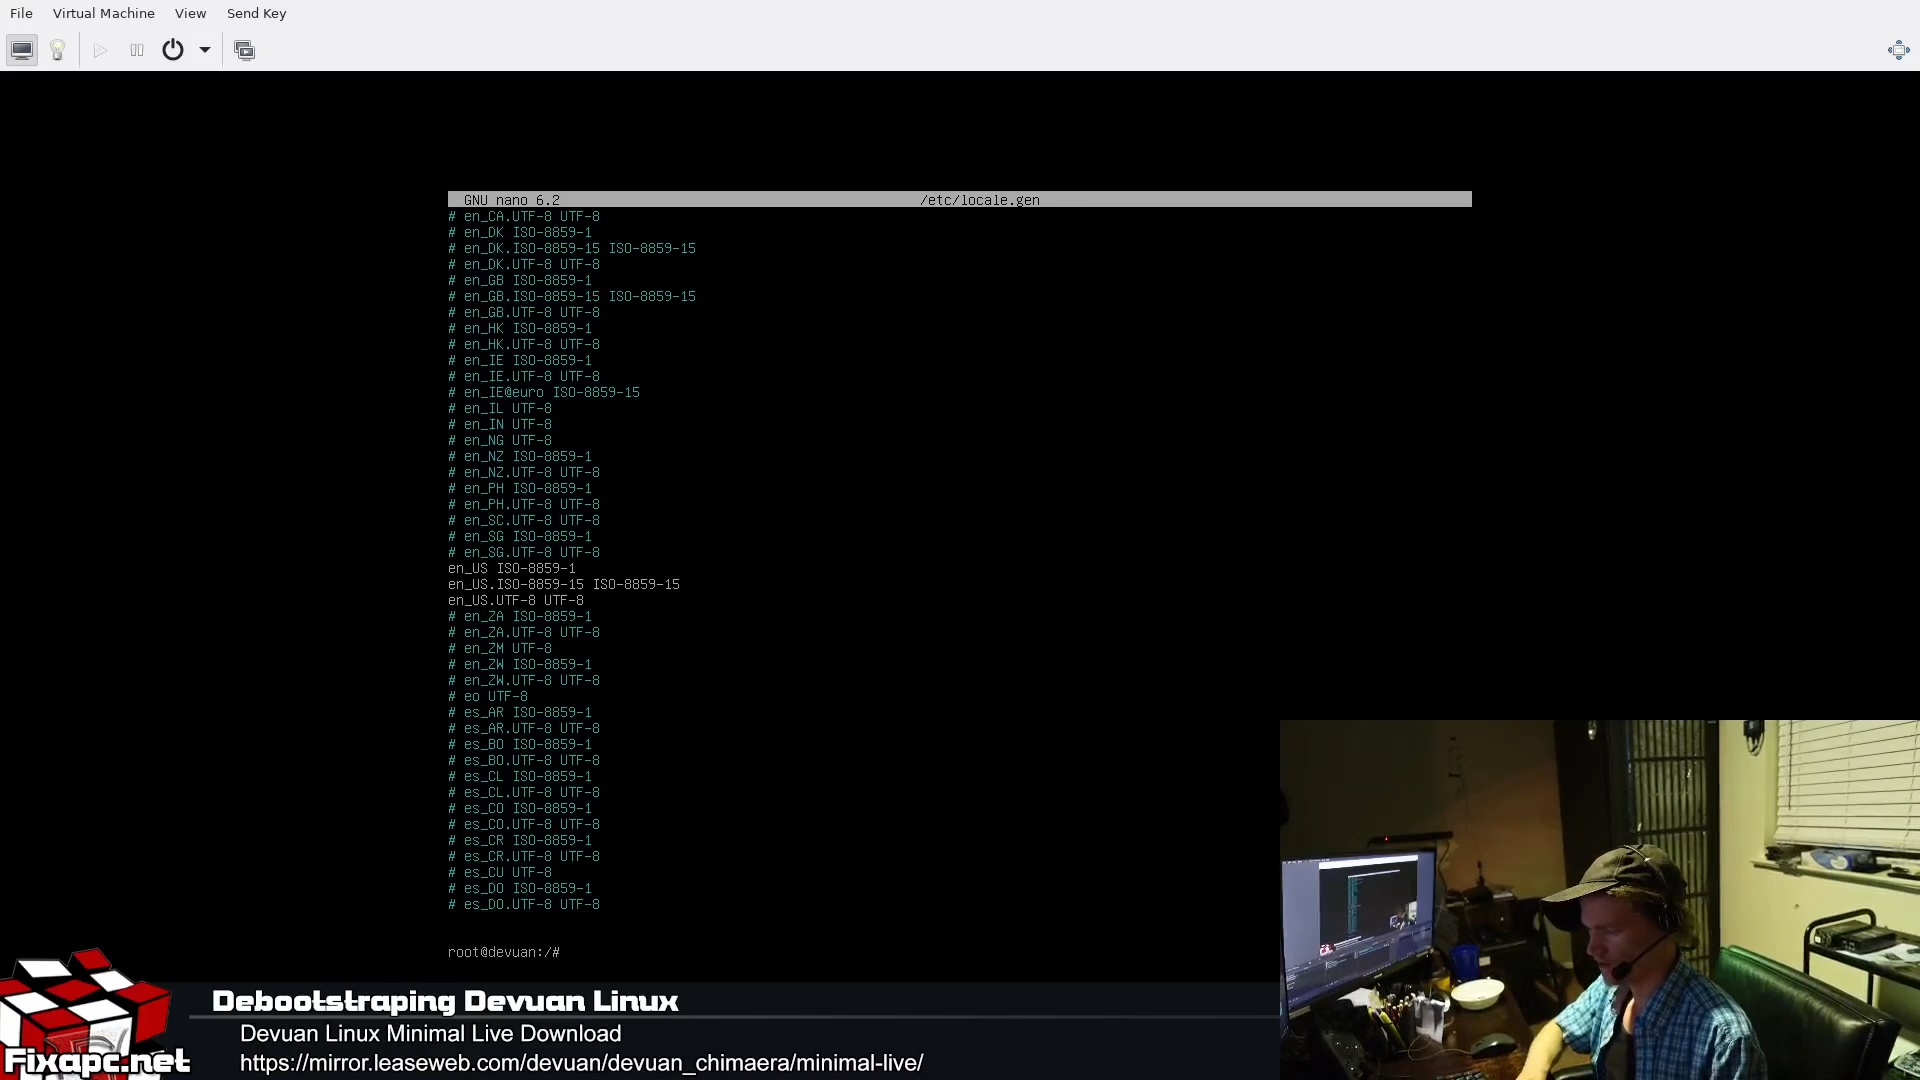 File Virtual Machine View Send Key
GNU nano 6.2 /etc/locale.gen
# en_CA.UTF-8 UTF-8
# en_DK ISO-8859-1
# en_DK.ISO-8859-15 ISO-8859-15
# en_DK.UTF-8 UTF-8
# en_GB ISO-8859-1
# en_GB.ISO-8859-15 ISO-8859-15
# en_GB.UTF-8 UTF-8
# en_HK ISO-8859-1
# en_HK.UTF-8 UTF-8
# en_IE ISO-8859-1
# en_IE.UTF-8 UTF-8
# en_IE@euro ISO-8859-15
# en_IL UTF-8
# en_IN UTF-8
# en_NG UTF-8
# en_NZ ISO-8859-1
# en_NZ.UTF-8 UTF-8
# en_PH ISO-8859-1
# en_PH.UTF-8 UTF-8
# en_SC.UTF-8 UTF-8
# en_SG ISO-8859-1
# en_SG.UTF-8 UTF-8
en_US ISO-8859-1
en_US.ISO-8859-15 ISO-8859-15
en_US.UTF-8 UTF-8
# en_ZA ISO-8859-1
# en_ZA.UTF-8 UTF-8
# en_ZM UTF-8
# en_ZW ISO-8859-1
# en_ZW.UTF-8 UTF-8
# eo UTF-8
# es_AR ISO-8859-1
# es_AR.UTF-8 UTF-8
# es_BO ISO-8859-1
# es_BO.UTF-8 UTF-8
# es_CL ISO-8859-1
# es_CL.UTF-8 UTF-8
# es_CO ISO-8859-1
# es_CO.UTF-8 UTF-8
# es_CR ISO-8859-1
# es_CR.UTF-8 UTF-8
# es_CU UTF-8
# es_DO ISO-8859-1
# es_DO.UTF-8 UTF-8
root@devuan:/#
Debootstraping Devuan Linux
Devuan Linux Minimal Live Download
https://mirror.leaseweb.com/devuan/devuan_chimaera/minimal-live/
Fixapc.net